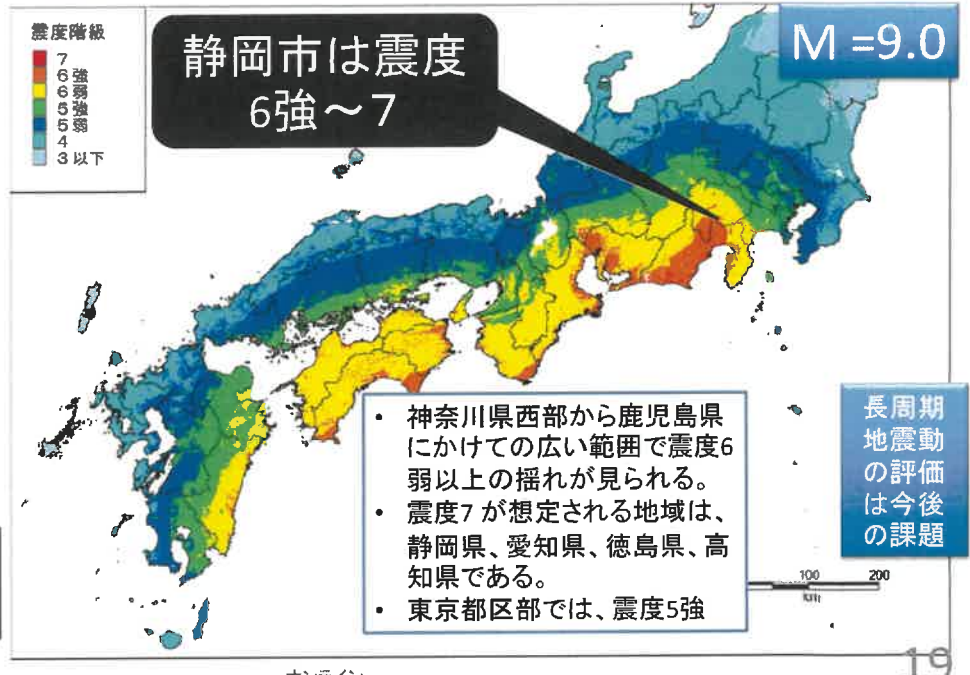 震度階級
7
6強
6弱
5強
5弱
4
3以下
静岡市は震度
6強～7
M =9.0
• 神奈川県西部から鹿児島県
にかけての広い範囲で震度6
弱以上の揺れが見られる。
• 震度7 が想定される地域は、
静岡県、愛知県、徳島県、高
知県である。
• 東京都区部では、震度5強
長周期
地震動
の評価
は今後
の課題
100 200
km
19